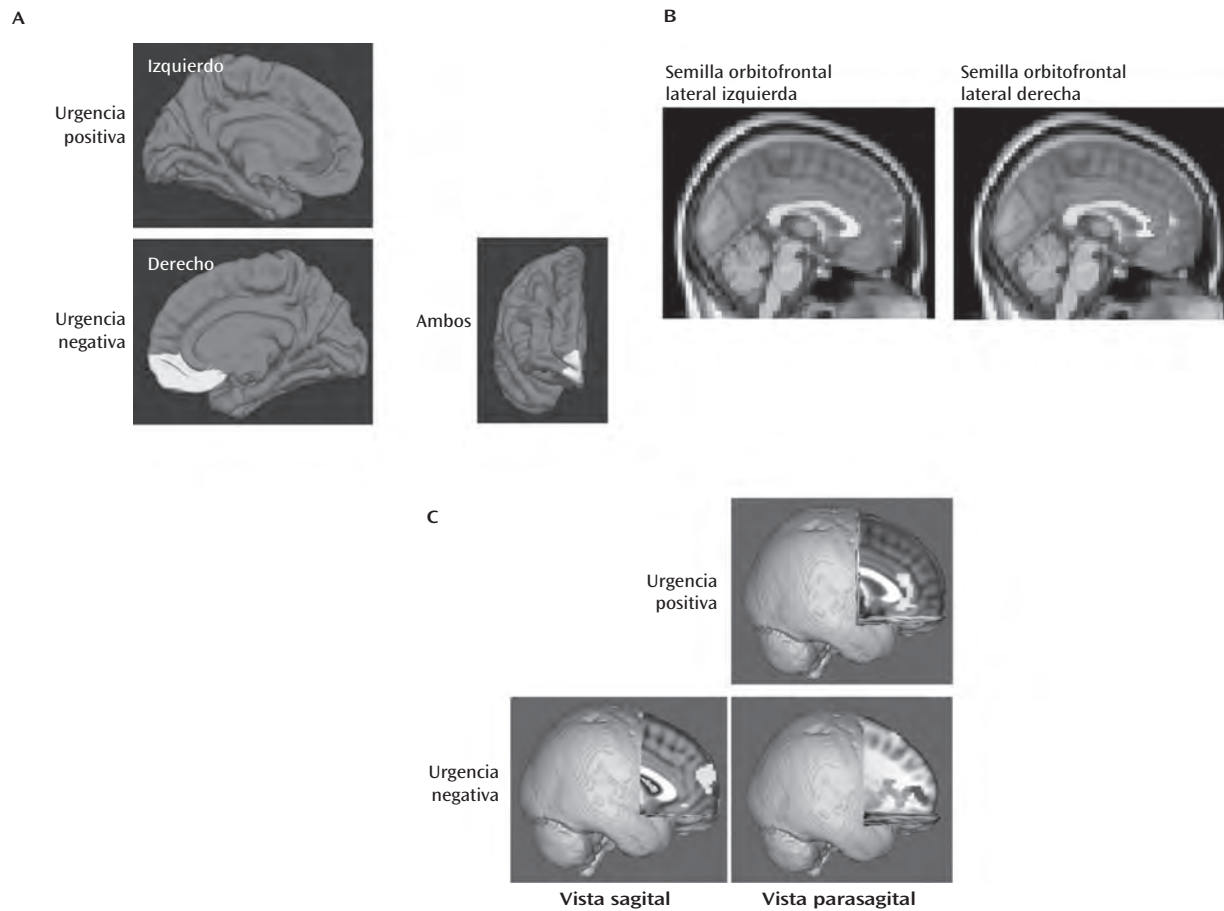 A
Izquierdo
Urgencia
positiva
Derecho
Urgencia
negativa
Ambos
B
Semilla orbitofrontal
lateral izquierda
Semilla orbitofrontal
lateral derecha
C
Urgencia
positiva
Urgencia
negativa
Vista sagital
Vista parasagital